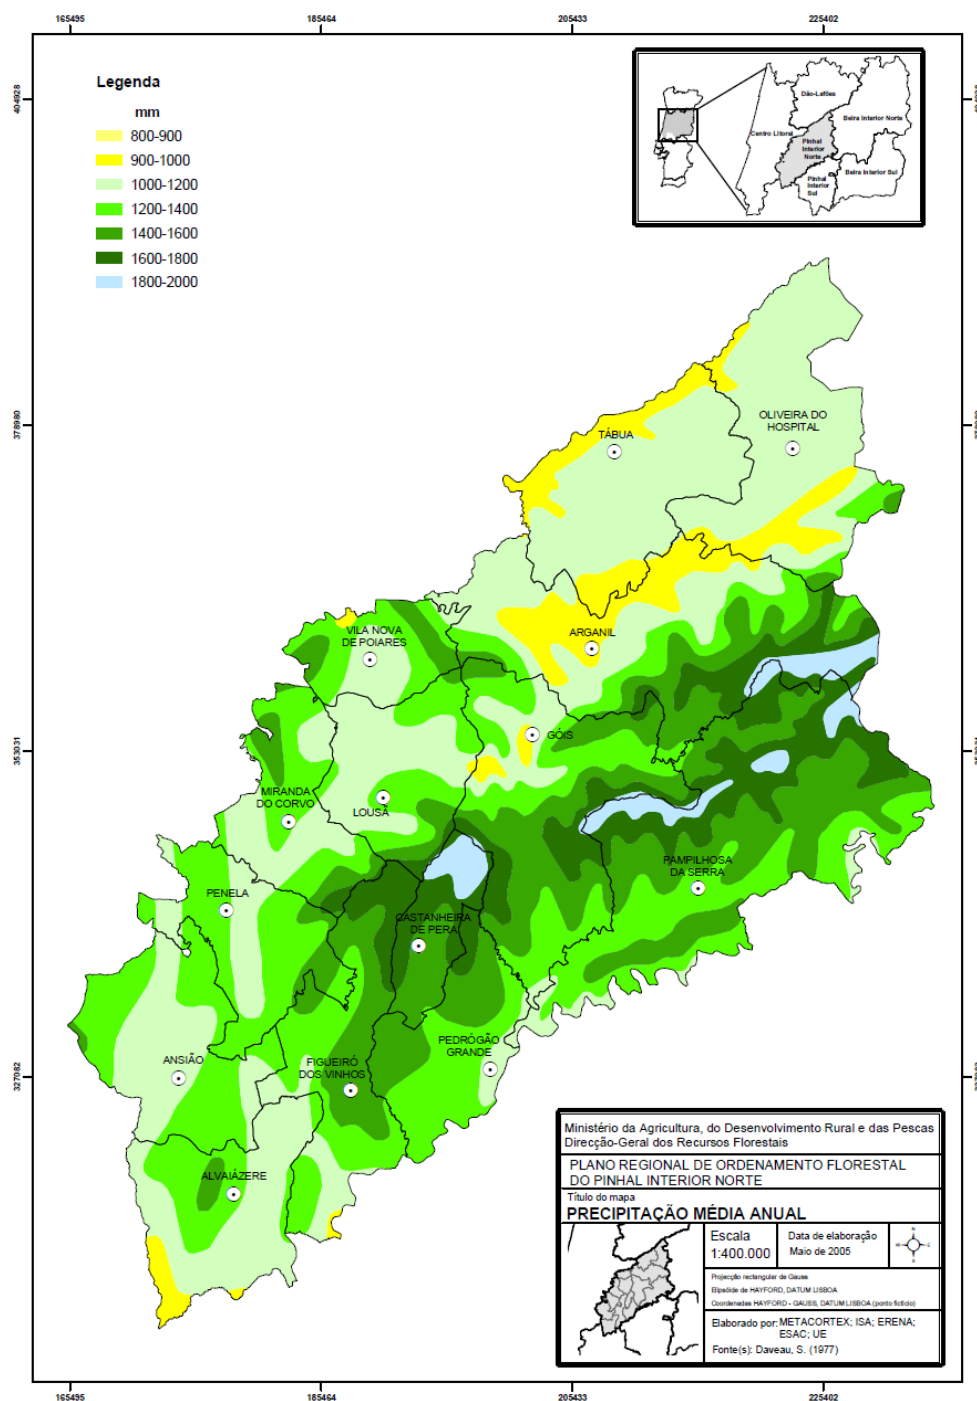 165495
185464
205433
225402
404928
Legenda
mm
800-900
900-1000
1000-1200
1200-1400
1400-1600
1600-1800
1800-2000
Dão-Lafões
Centro Litoral
Beira Interior Norte
Pinhal
Interior
Norte
Beira Interior Sul
Pinhal
Interior
Sul
378980
OLIVEIRA DO
HOSPITAL
TÁBUA
ARGANIL
VILA NOVA
DE POIARES
353031
GÓIS
MIRANDA
DO CORVO
LOUSÃ
PAMPILHOSA
DA SERRA
PENELA
CASTANHEIRA
DE PERA
PEDRÓGÃO
GRANDE
ANSIÃO
FIGUEIRÓ
DOS VINHOS
327082
ALVAIÁZERE
Ministério da Agricultura, do Desenvolvimento Rural e das Pescas
Direcção-Geral dos Recursos Florestais
PLANO REGIONAL DE ORDENAMENTO FLORESTAL
DO PINHAL INTERIOR NORTE
Título do mapa
PRECIPITAÇÃO MÉDIA ANUAL
Escala
1:400.000
Data de elaboração
Maio de 2005
Projecção rectangular de Gauss
Elipsóide de HAYFORD, DATUM LISBOA
Coordenadas HAYFORD - GAUSS, DATUM LISBOA (ponto fictício)
Elaborado por: METACORTEX; ISA; ERENA;
ESAC; UE
Fonte(s): Daveau, S. (1977)
165495
185464
205433
225402